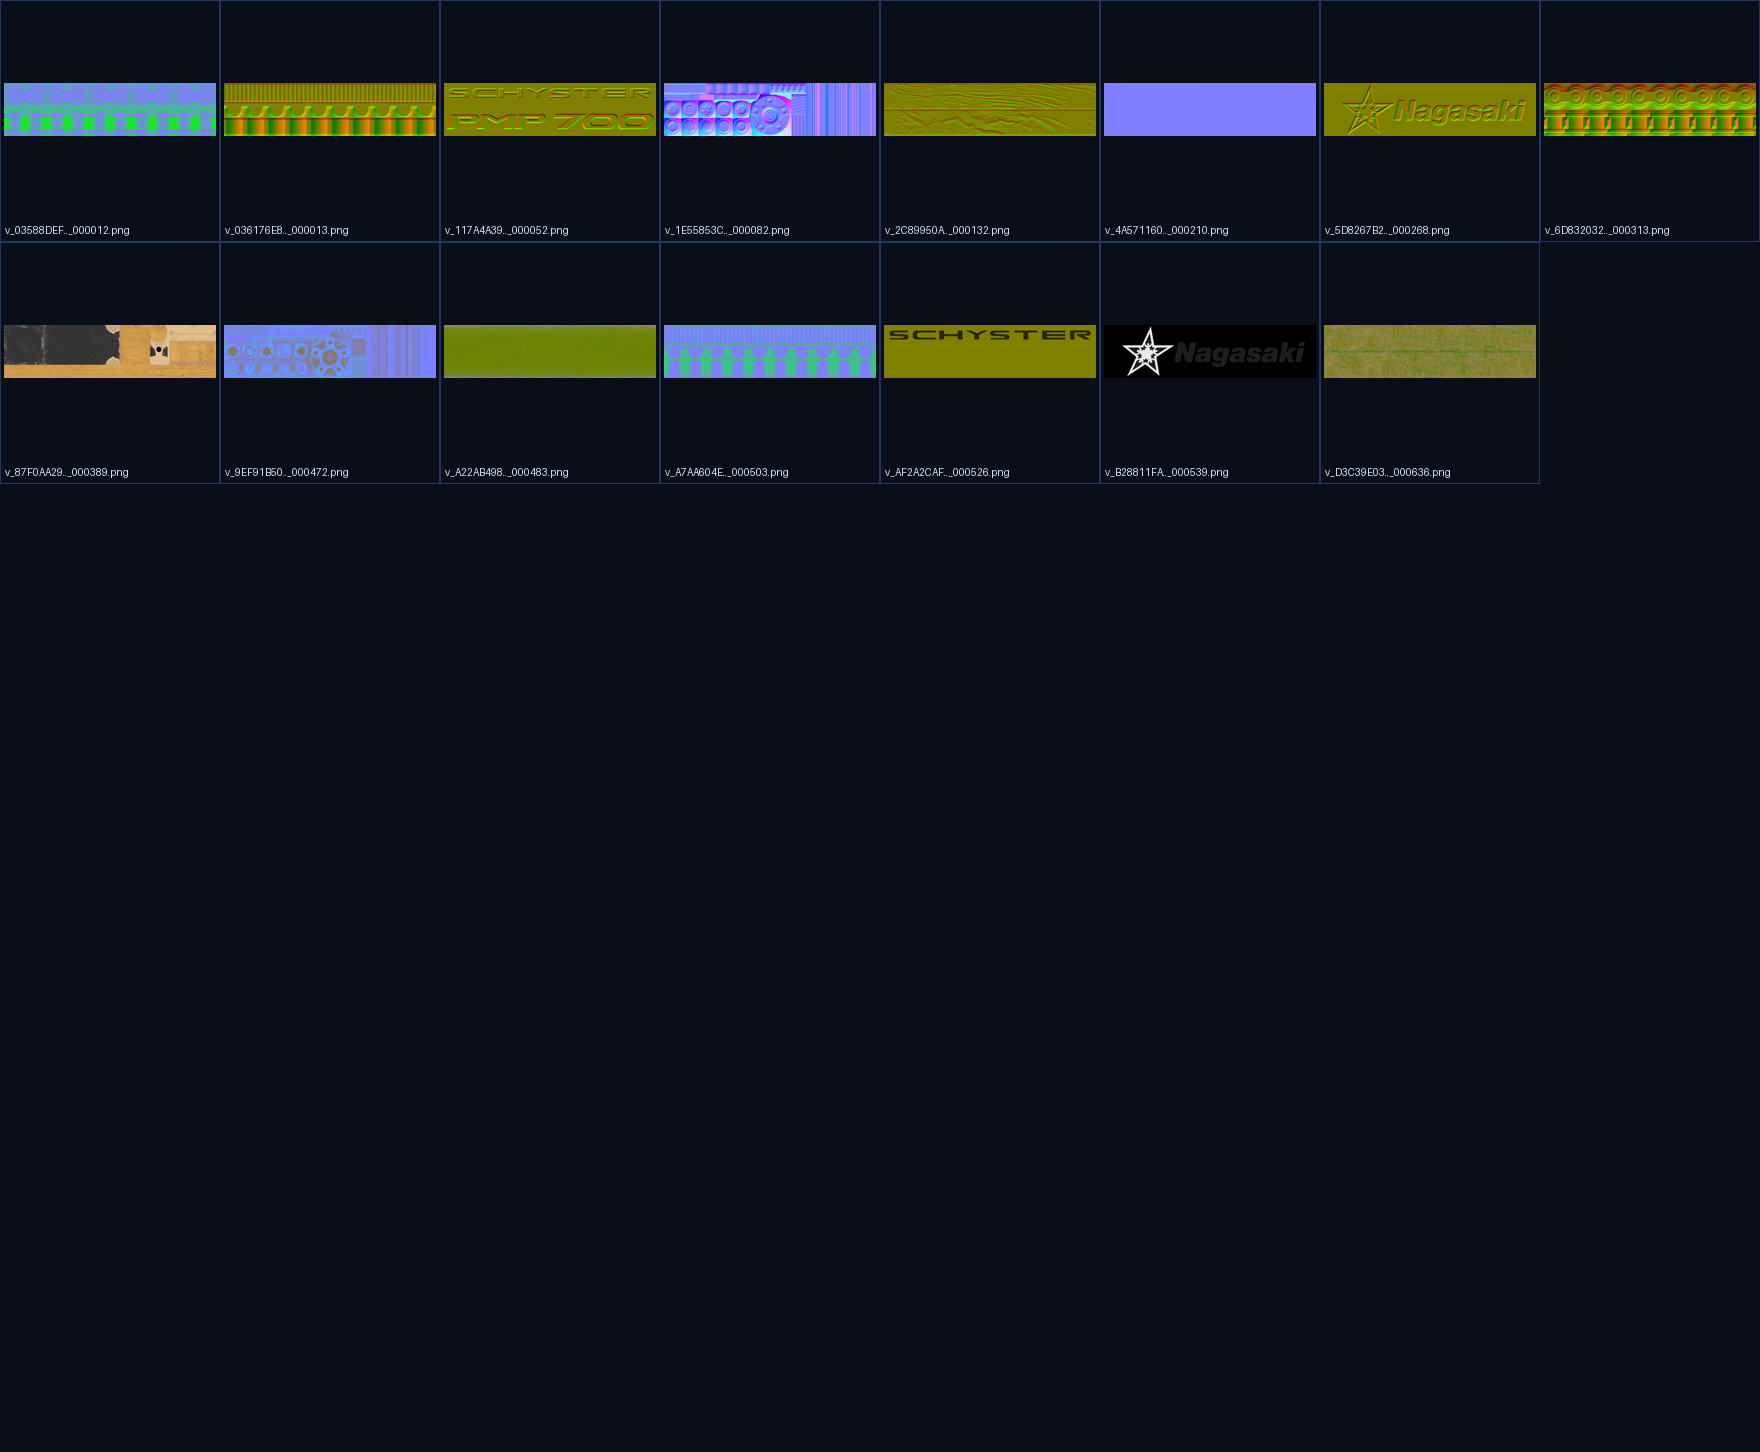 SCHYSTER
PMP 700
Nagasaki
v_03588DEF.._000012.png
v_036176E8.._000013.png
v_117A4A39.._000052.png
v_1E55853C.._000082.png
v_2C89950A.._000132.png
v_4A571160.._000210.png
v_5D8267B2.._000268.png
v_6D832032.._000313.png
SCHYSTER
Nagasaki
v_87F0AA29.._000389.png
v_9EF91B50.._000472.png
v_A22AB498.._000483.png
v_A7AA604E.._000503.png
v_AF2A2CAF.._000526.png
v_B28811FA.._000539.png
v_D3C39E03.._000636.png